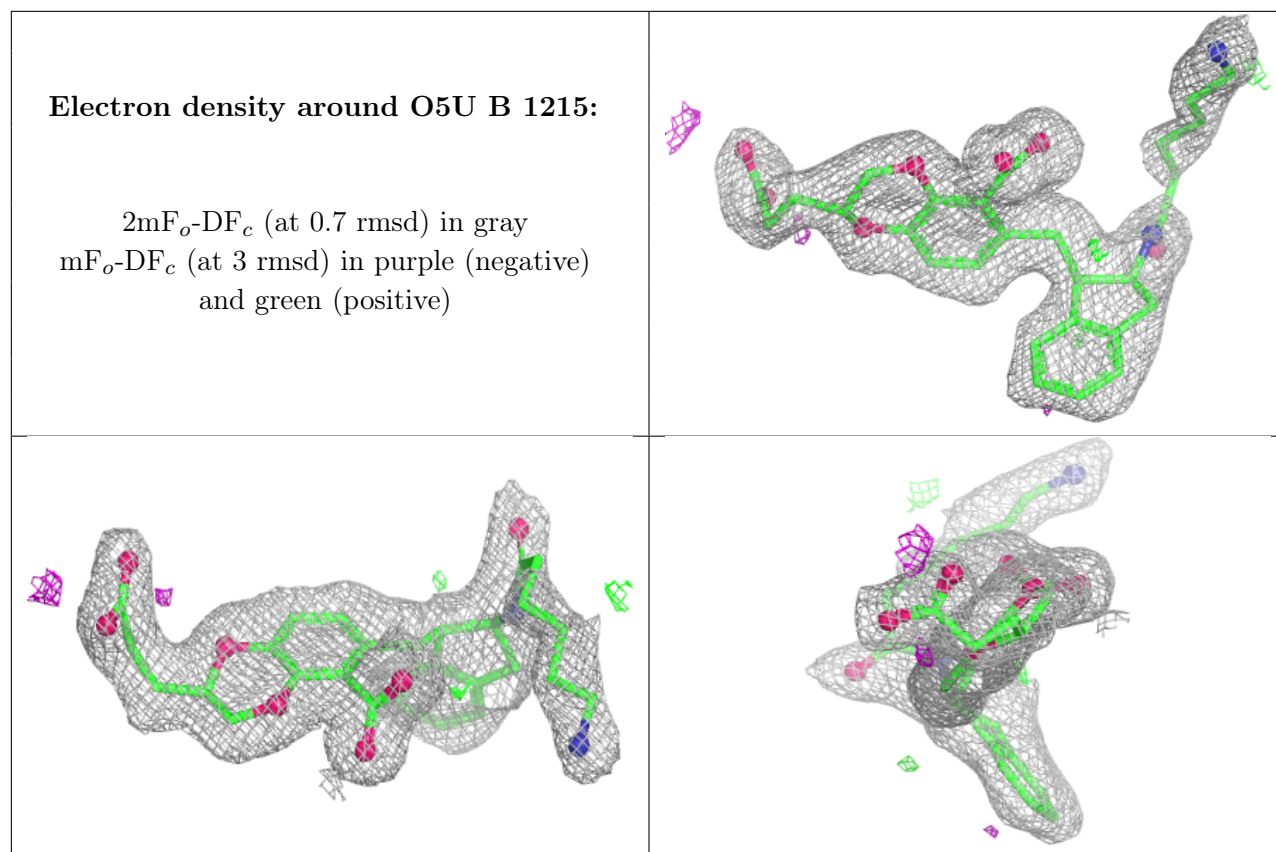 Electron density around O5U B 1215:
2mFₒ-DF𝒸 (at 0.7 rmsd) in gray
mFₒ-DF𝒸 (at 3 rmsd) in purple (negative)
and green (positive)